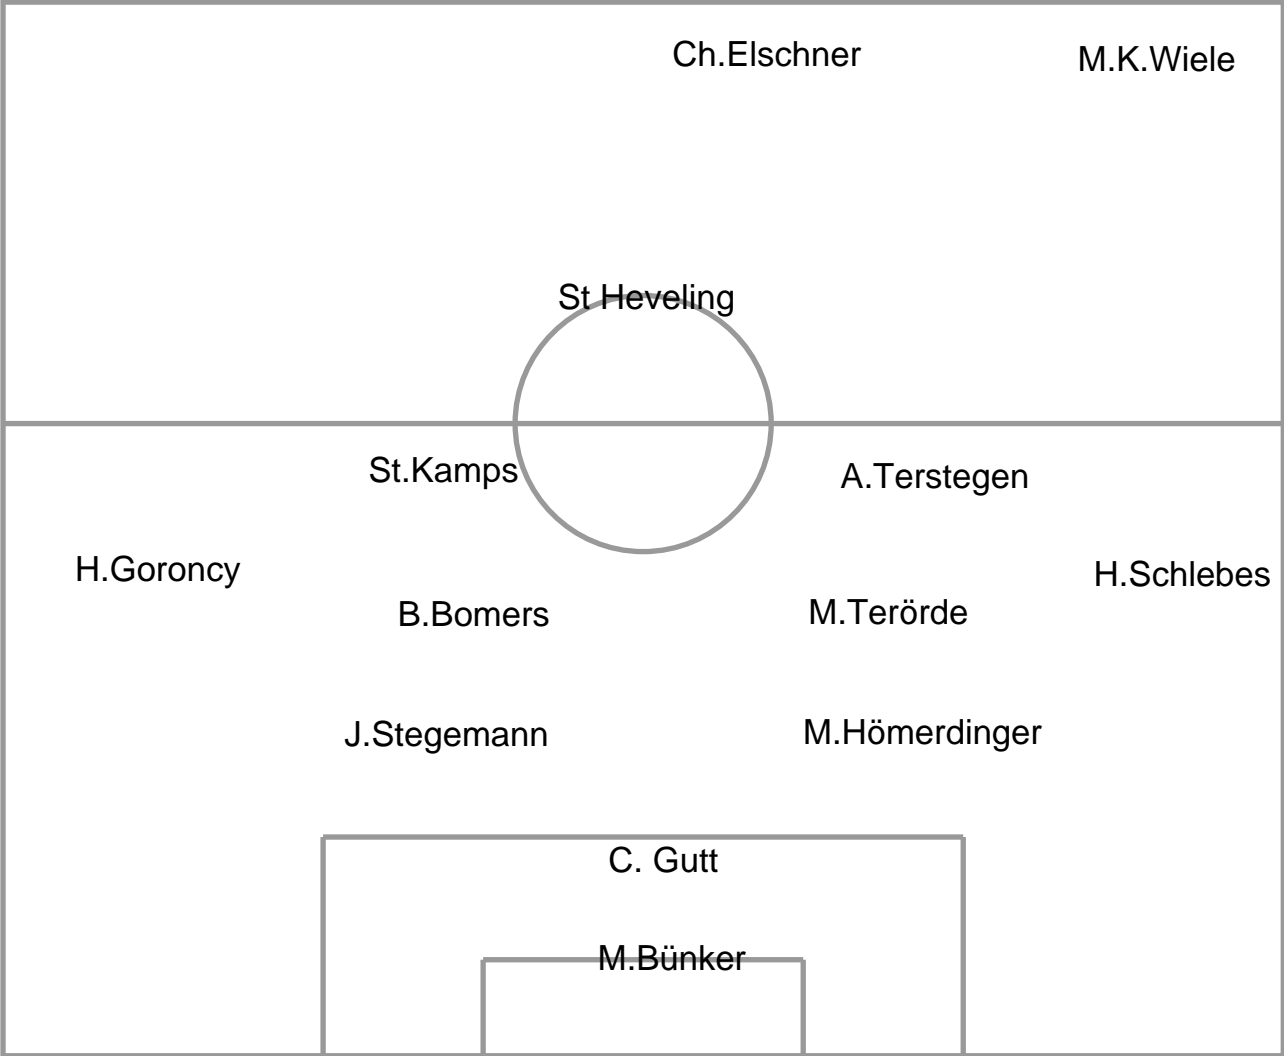 Ch.Elschner
M.K.Wiele
St Heveling
St.Kamps
A.Terstegen
H.Goroncy
H.Schlebes
B.Bomers
M.Terörde
J.Stegemann
M.Hömerdinger
C. Gutt
M.Bünker